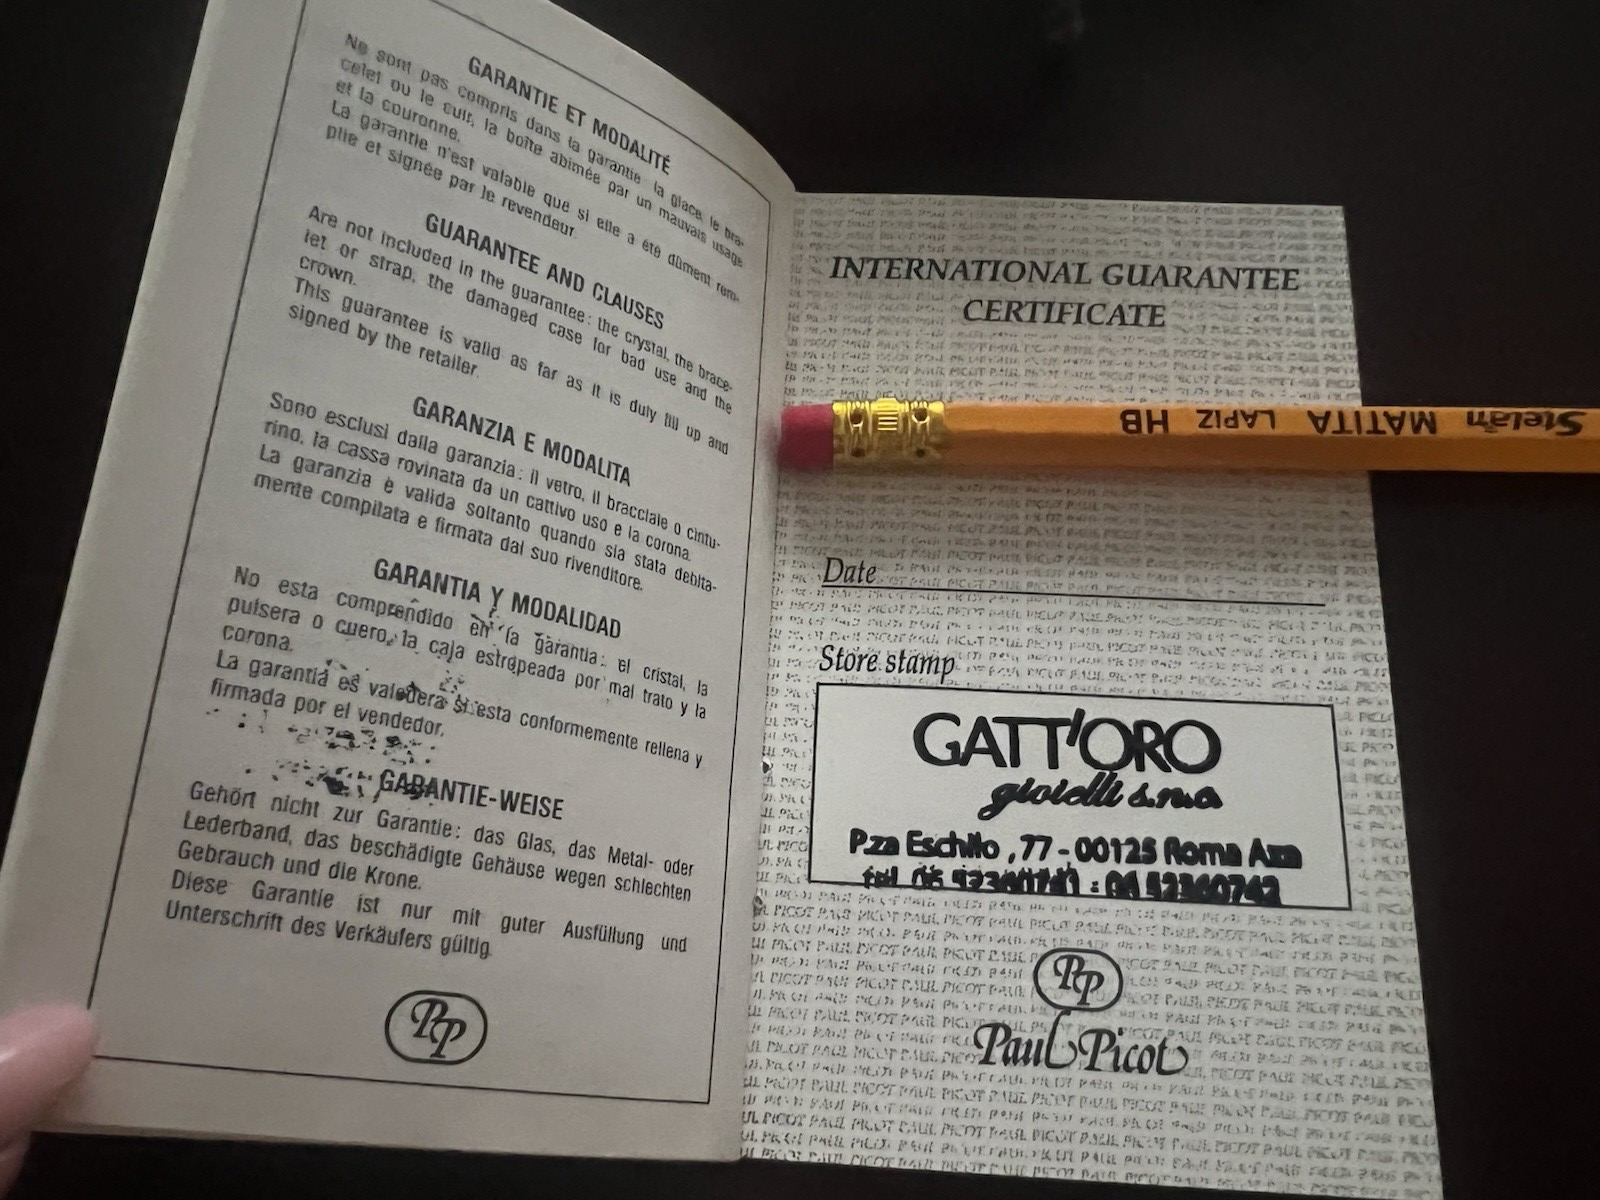 GARANTIE ET MODALITÉ
Ne sont pas compris dans la garantie la glace, le bra-
celet ou le cuir, la boîte abimée par un mauvais usage
et la couronne.
La garantie n'est valable que si elle a été dûment rem-
plie et signée par le revendeur.
GUARANTEE AND CLAUSES
Are not included in the guarantee: the crystal, the brace-
let or strap, the damaged case for bad use and the
crown.
This guarantee is valid as far as it is duly fill up and
signed by the retailer.
GARANZIA E MODALITA
Sono esclusi dalla garanzia: il vetro, il bracciale o cintu-
rino, la cassa rovinata da un cattivo uso e la corona.
La garanzia è valida soltanto quando sia stata debita-
mente compilata e firmata dal suo rivenditore.
GARANTIA Y MODALIDAD
No esta comprendido en la garantia: el cristal, la
pulsera o cuero, la caja estropeada por mal trato y la
corona.
La garantia es valedera si esta conformemente rellena y
firmada por el vendedor.
GARANTIE-WEISE
Gehört nicht zur Garantie: das Glas, das Metal- oder
Lederband, das beschädigte Gehäuse wegen schlechten
Gebrauch und die Krone.
Diese Garantie ist nur mit guter Ausfüllung und
Unterschrift des Verkäufers gültig.
PP
INTERNATIONAL GUARANTEE
CERTIFICATE
Stelan MATITA LAPIZ HB
Date
Store stamp
GATT'ORO
gioielli s.n.a
P.za Eschilo, 77 - 00125 Roma Axa
tel. 06 52360741 : 06 52360742
PP
Paul Picot